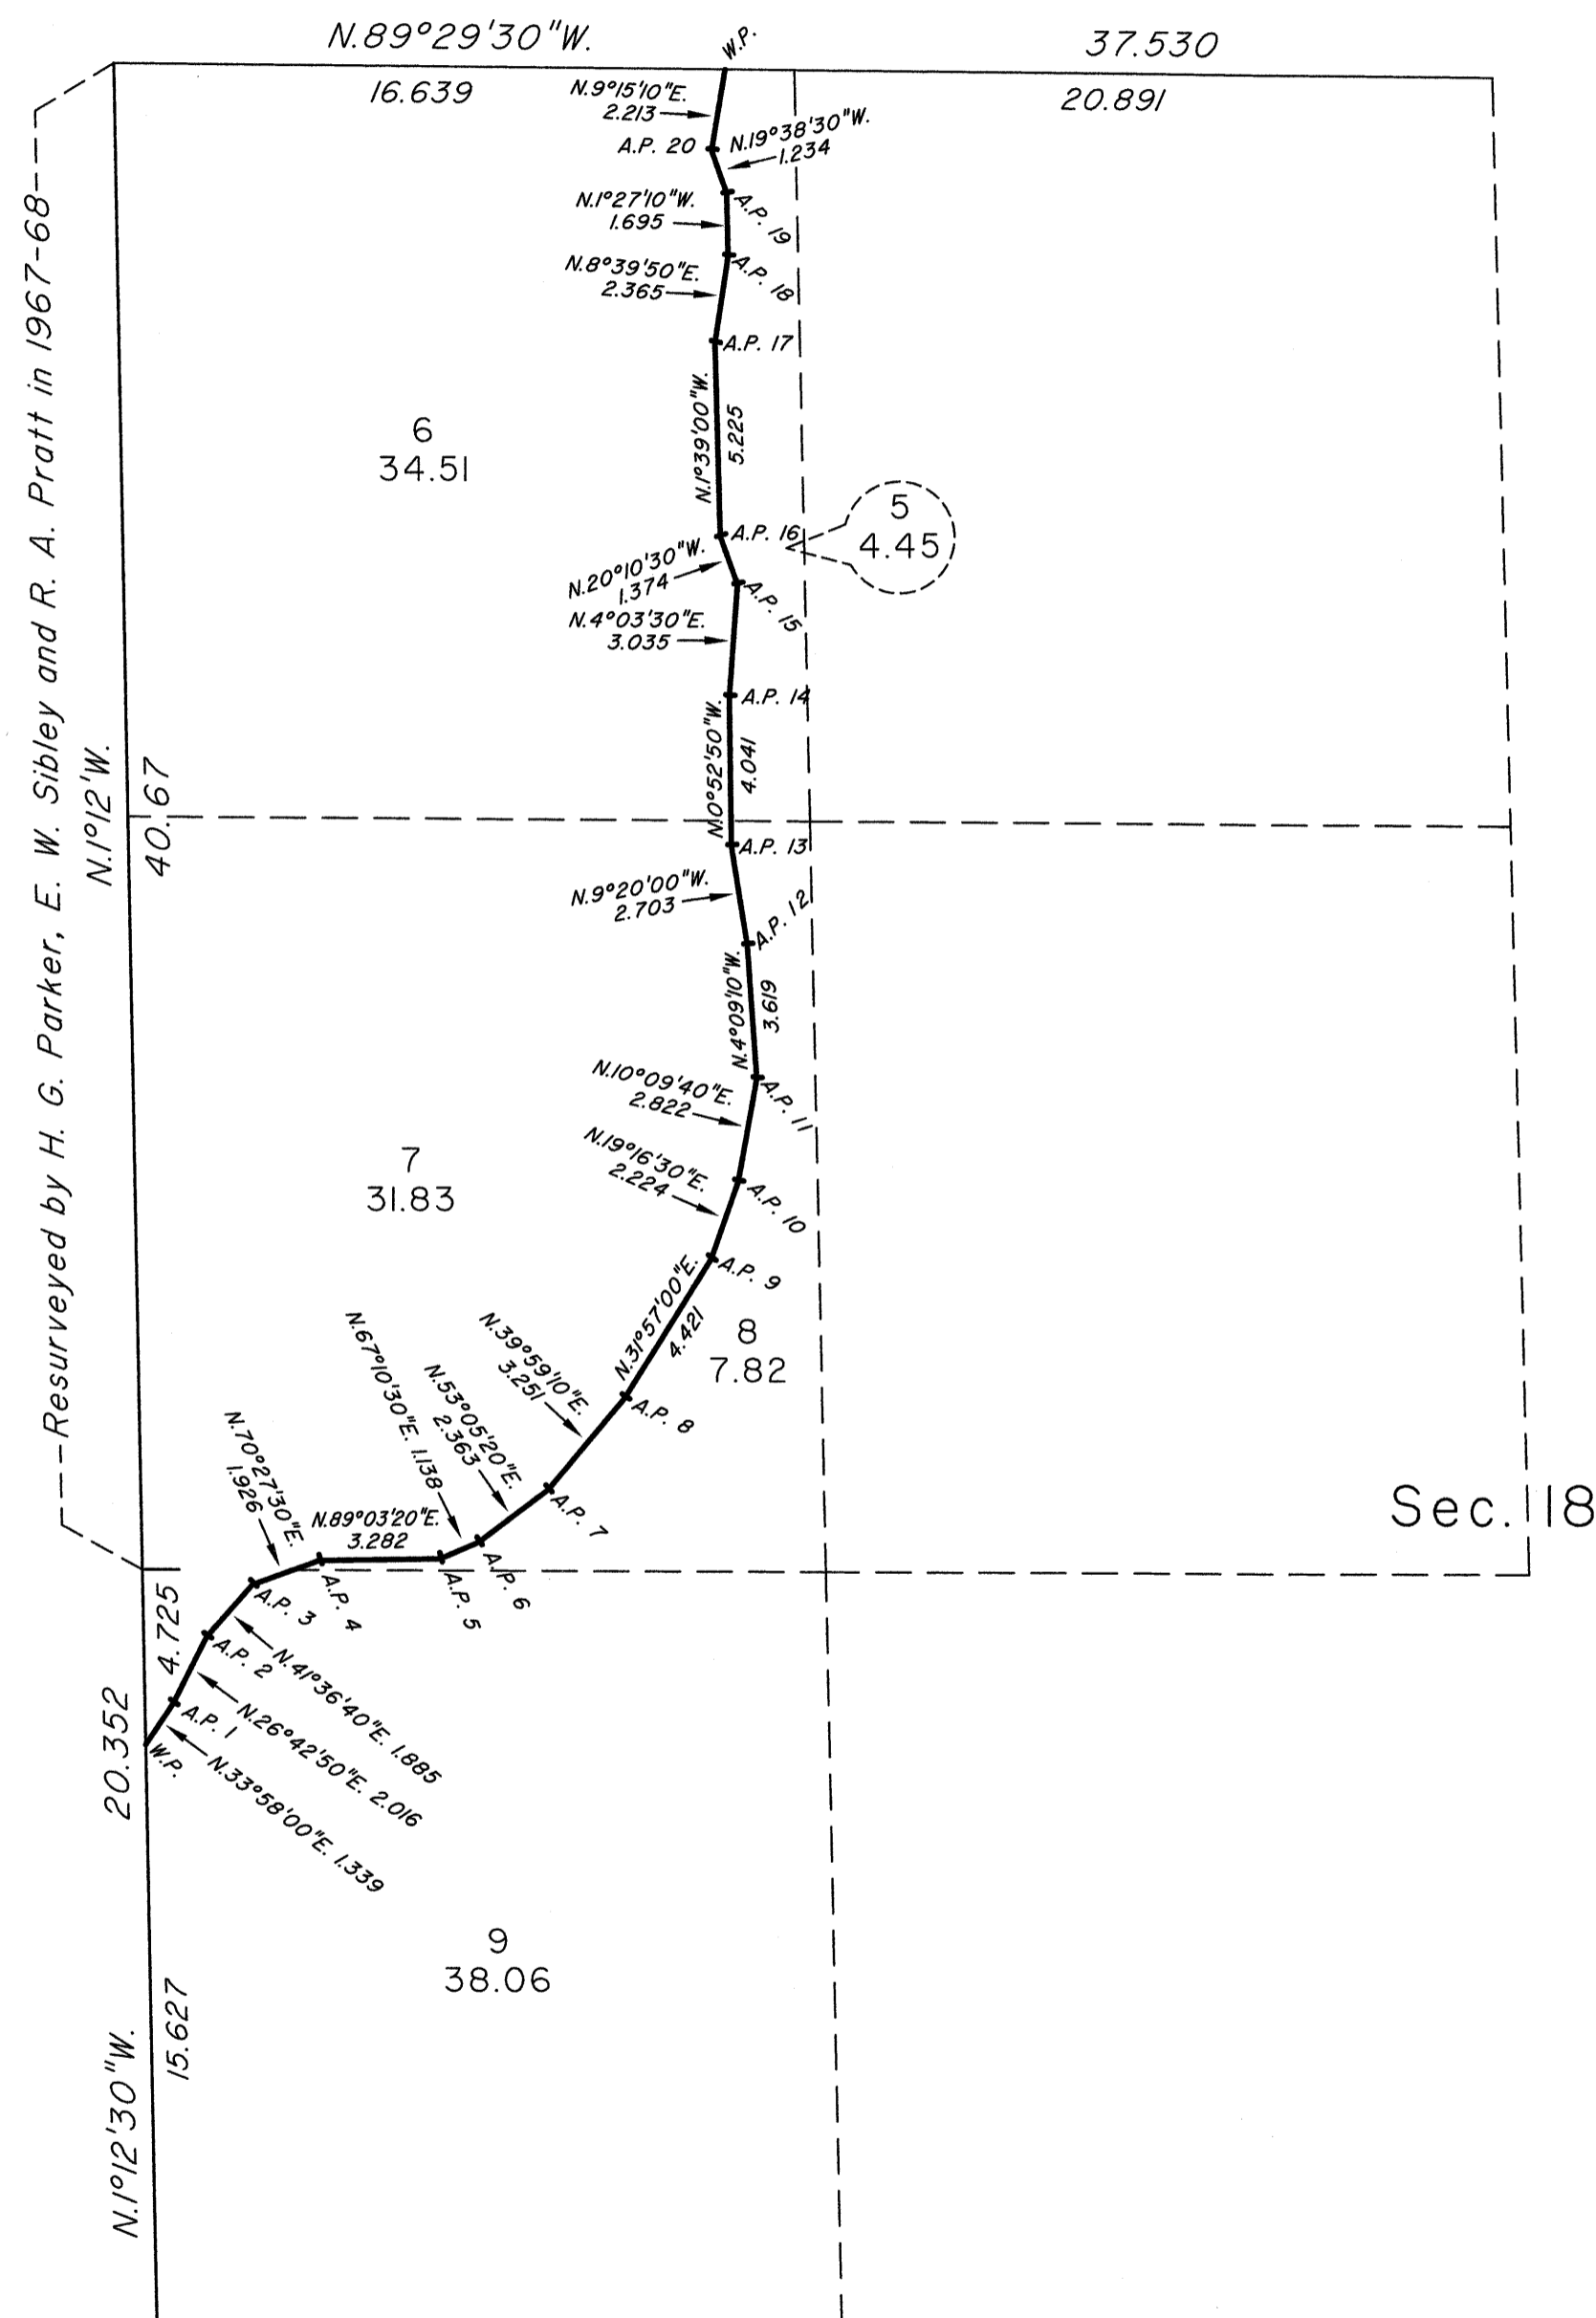 N.89°29'30"W.
W.P.
37.530
16.639
20.891
N.9°15'10"E.
2.213
A.P. 20
N.19°38'30"W.
1.234
N.1°27'10"W.
1.695
A.P. 19
N.8°39'50"E.
2.365
A.P. 18
A.P. 17
N.1°39'00"W.
5.225
6
34.51
A.P. 16
5
4.45
N.20°10'30"W.
1.374
A.P. 15
N.4°03'30"E.
3.035
A.P. 14
N.0°52'50"W.
4.041
Resurveyed by H. G. Parker, E. W. Sibley and R. A. Pratt in 1967-68
N.1°12'W.
40.67
A.P. 13
N.9°20'00"W.
2.703
A.P. 12
N.4°09'10"W.
3.619
N.10°09'40"E.
2.822
A.P. 11
7
31.83
N.19°16'30"E.
2.224
A.P. 10
A.P. 9
N.31°57'00"E.
4.421
8
7.82
N.39°59'10"E.
3.251
A.P. 8
N.53°05'20"E.
2.363
N.67°10'30"E. 1.138
A.P. 7
N.70°27'30"E.
1.926
N.89°03'20"E.
3.282
Sec. 18
A.P. 6
A.P. 5
A.P. 4
A.P. 3
4.725
A.P. 2
N.41°36'40"E. 1.885
A.P. 1
N.26°42'50"E. 2.016
W.P.
N.33°58'00"E. 1.339
20.352
9
38.06
15.627
N.1°12'30"W.